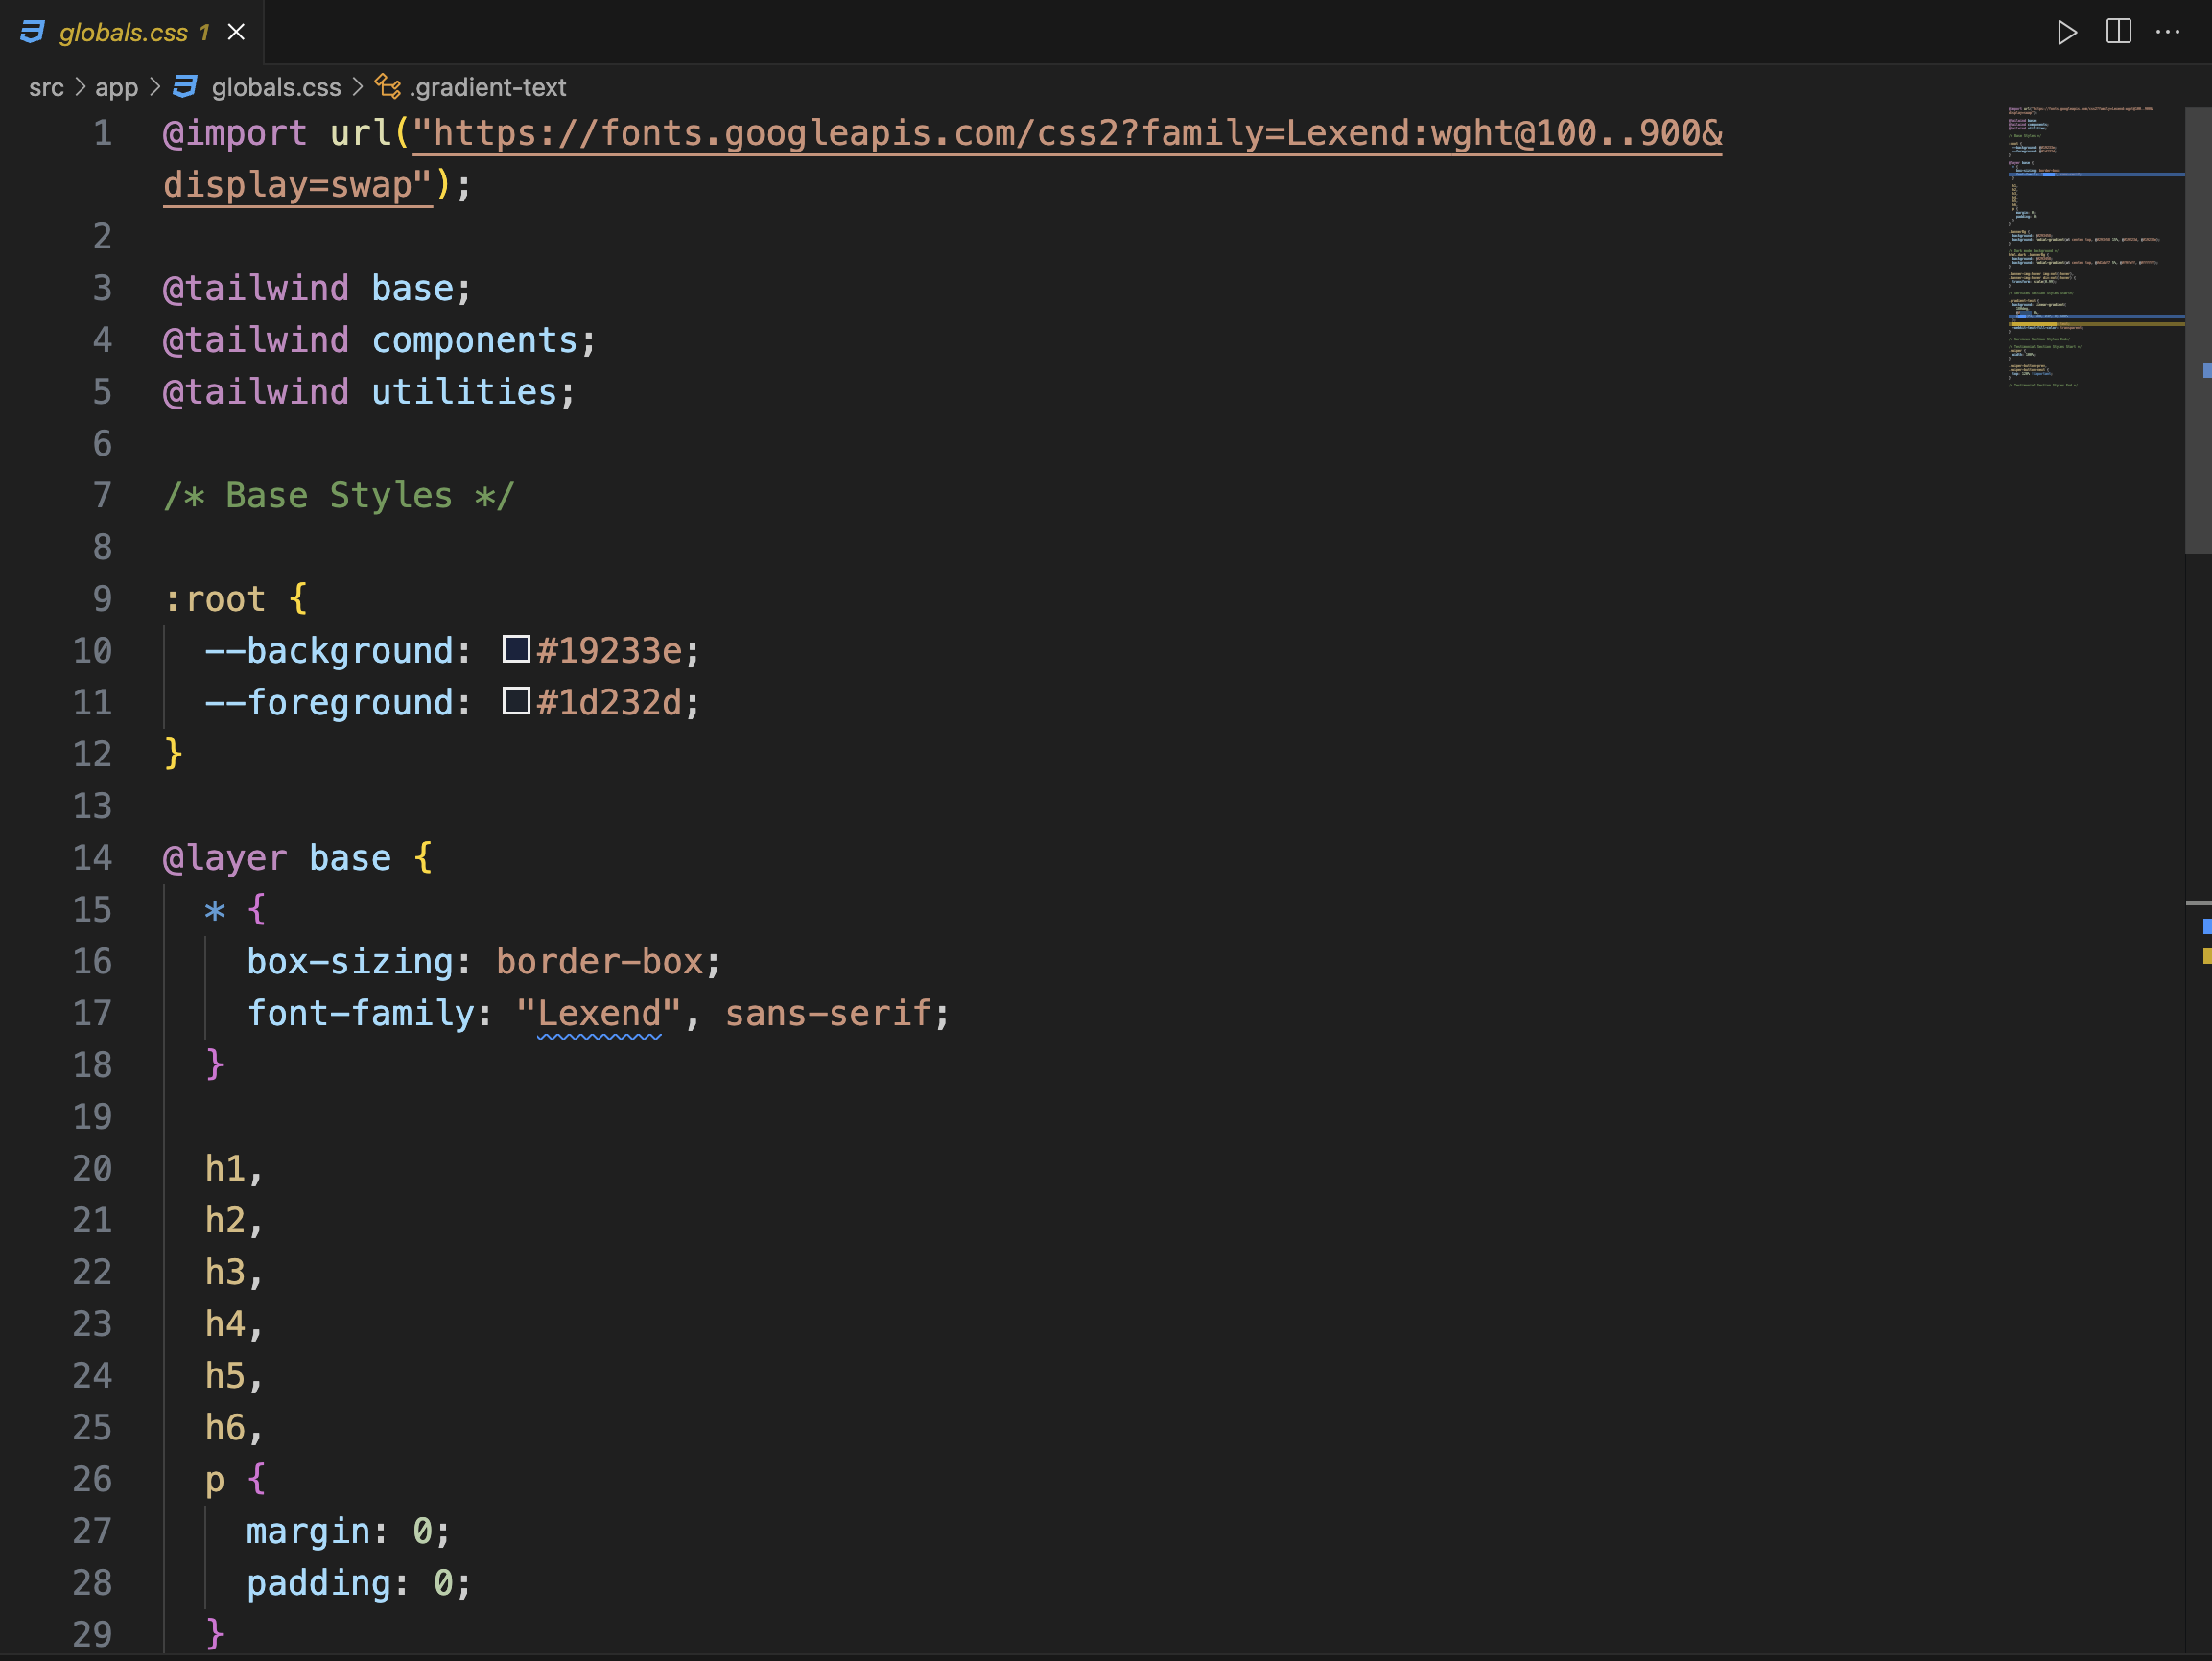 globals.css 1
src > app > globals.css > .gradient-text
1 @import url("https://fonts.googleapis.com/css2?family=Lexend:wght@100..900&
display=swap");
2
3 @tailwind base;
4 @tailwind components;
5 @tailwind utilities;
6
7 /* Base Styles */
8
9 :root {
10 --background: #19233e;
11 --foreground: #1d232d;
12 }
13
14 @layer base {
15 * {
16 box-sizing: border-box;
17 font-family: "Lexend", sans-serif;
18 }
19
20 h1,
21 h2,
22 h3,
23 h4,
24 h5,
25 h6,
26 p {
27 margin: 0;
28 padding: 0;
29 }